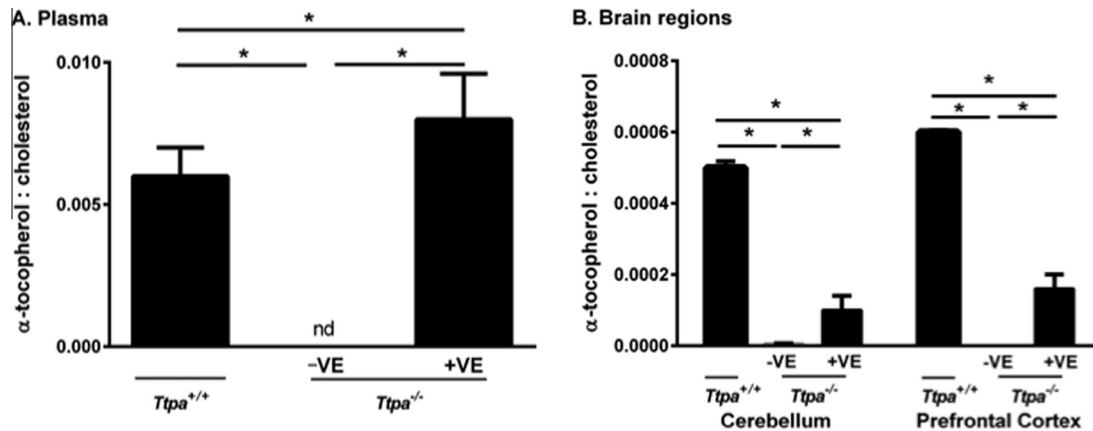 A. Plasma
*
* *
α-tocopherol : cholesterol
0.010
0.005
0.000
nd
–VE +VE
Ttpa+/+ Ttpa-/-
B. Brain regions
α-tocopherol : cholesterol
0.0008
0.0006
0.0004
0.0002
0.0000
*
* *
*
* *
-VE +VE -VE +VE
Ttpa+/+ Ttpa-/- Ttpa+/+ Ttpa-/-
Cerebellum Prefrontal Cortex